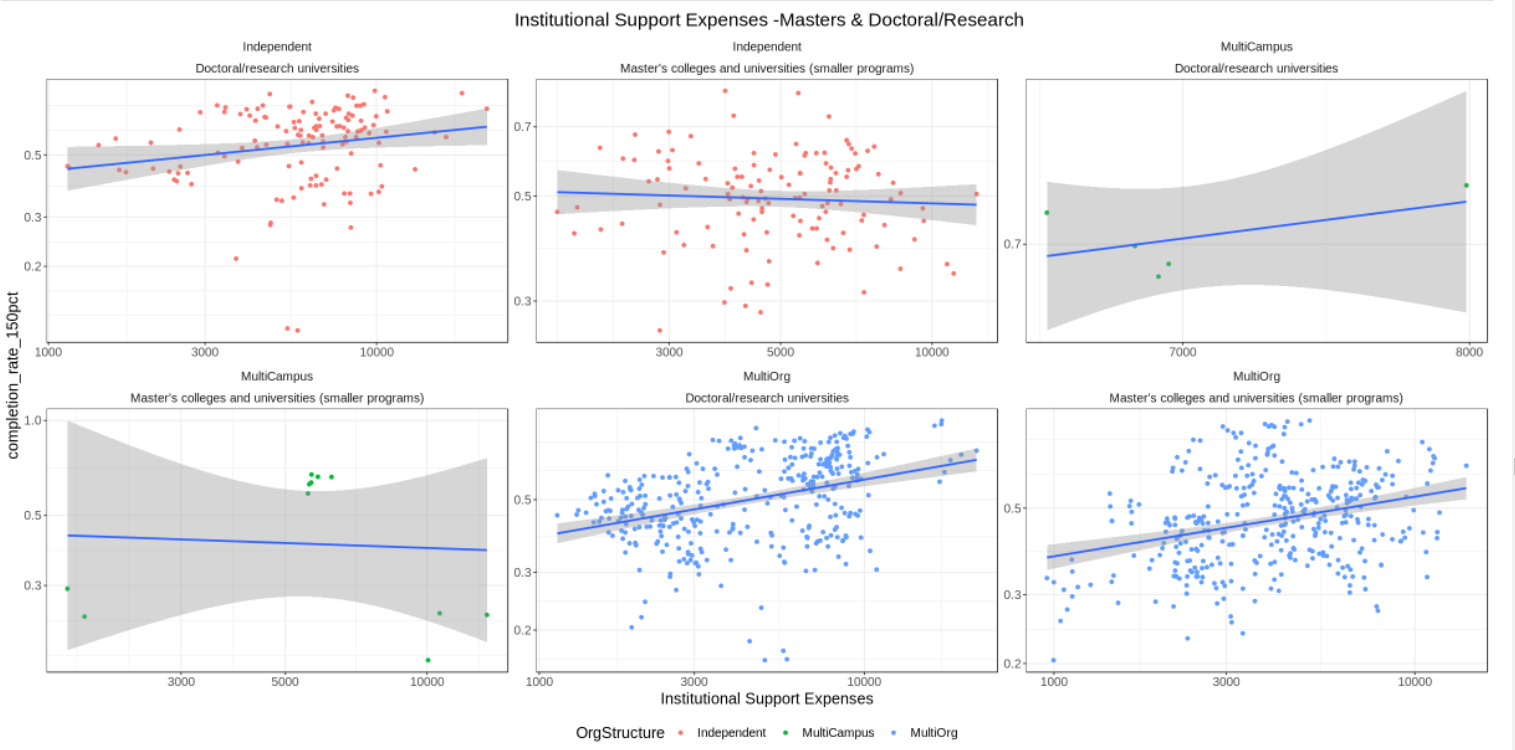 Institutional Support Expenses -Masters & Doctoral/Research
Independent
Doctoral/research universities
Independent
Master's colleges and universities (smaller programs)
MultiCampus
Doctoral/research universities
0.5
0.3
0.2
1000 3000 10000
0.7
0.5
0.3
3000 5000 10000
0.7
7000 8000
completion_rate_150pct
MultiCampus
Master's colleges and universities (smaller programs)
MultiOrg
Doctoral/research universities
MultiOrg
Master's colleges and universities (smaller programs)
1.0
0.5
0.3
3000 5000 10000
0.5
0.3
0.2
1000 3000 10000
0.5
0.3
0.2
1000 3000 10000
Institutional Support Expenses
OrgStructure Independent MultiCampus MultiOrg